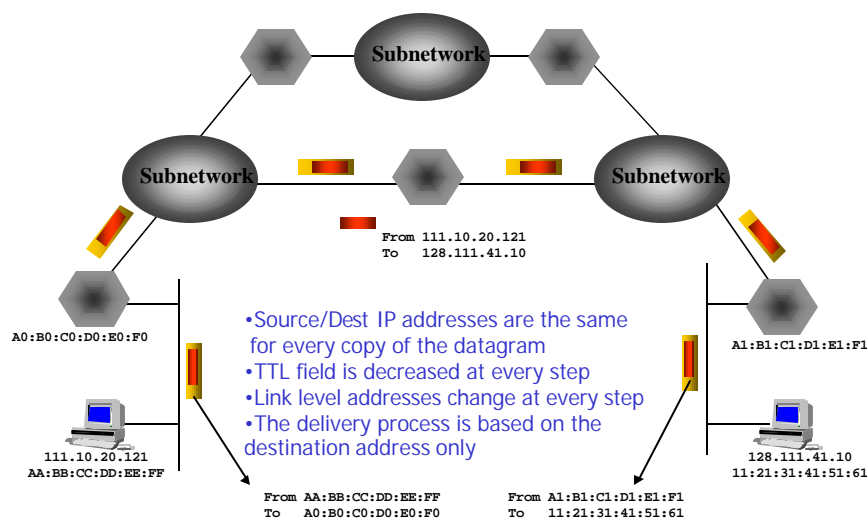 Subnetwork
Subnetwork
Subnetwork
From 111.10.20.121
To 128.111.41.10
A0:B0:C0:D0:E0:F0
A1:B1:C1:D1:E1:F1
•Source/Dest IP addresses are the same
for every copy of the datagram
•TTL field is decreased at every step
•Link level addresses change at every step
•The delivery process is based on the
destination address only
111.10.20.121
AA:BB:CC:DD:EE:FF
128.111.41.10
11:21:31:41:51:61
From AA:BB:CC:DD:EE:FF
To A0:B0:C0:D0:E0:F0
From A1:B1:C1:D1:E1:F1
To 11:21:31:41:51:61